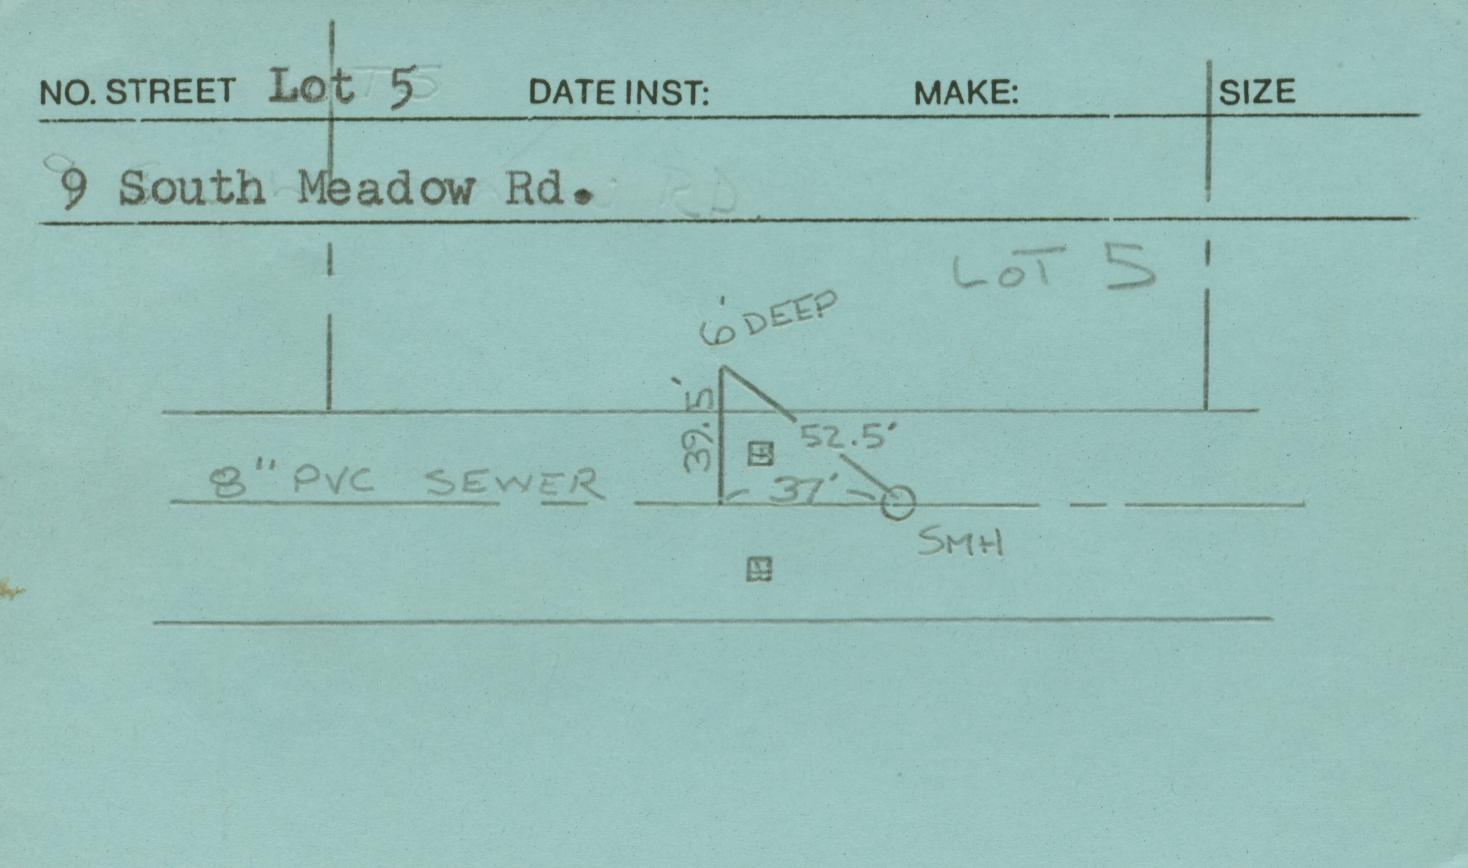 NO. STREET Lot 5 DATE INST: MAKE: SIZE
9 South Meadow Rd.
LOT 5
6' DEEP
39.5'
52.5'
8" PVC SEWER
37'
SMH